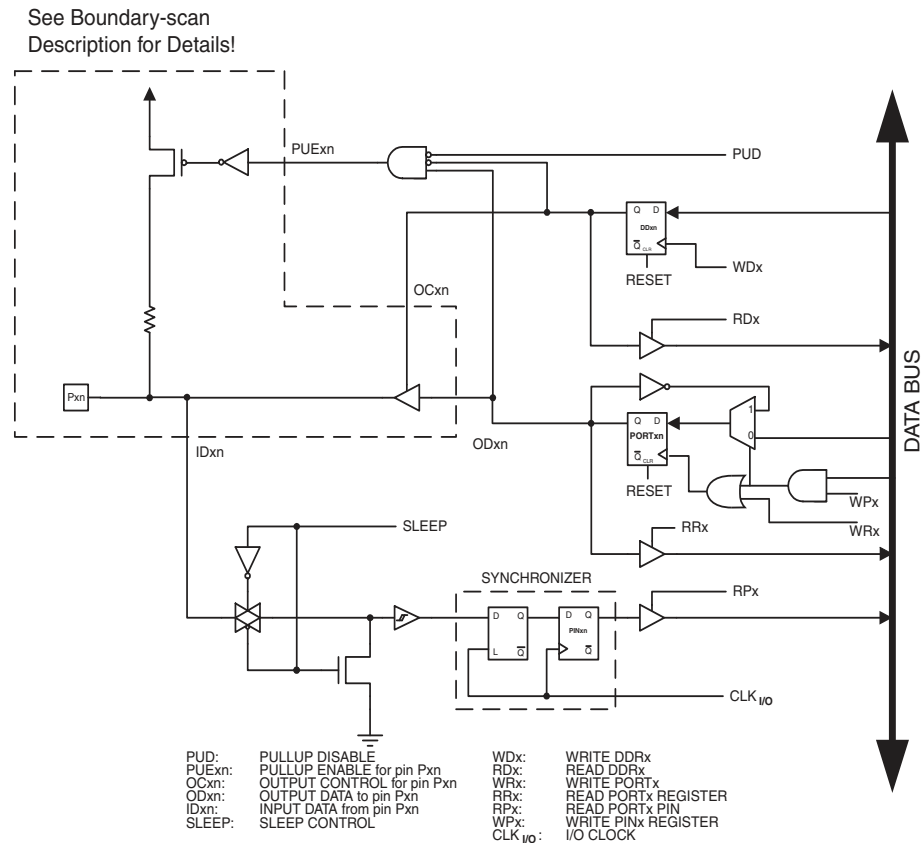 See Boundary-scan
Description for Details!
PUExn
PUD
Q D
DDxn
Q CLR
WDx
RESET
OCxn
RDx
Pxn
1
Q D
PORTxn
0
ODxn
IDxn
Q CLR
RESET
WPx
WRx
RRx
SLEEP
SYNCHRONIZER
RPx
D Q
D Q
PINxn
L Q
Q
CLK I/O
DATA BUS
PUD: PULLUP DISABLE
PUExn: PULLUP ENABLE for pin Pxn
OCxn: OUTPUT CONTROL for pin Pxn
ODxn: OUTPUT DATA to pin Pxn
IDxn: INPUT DATA from pin Pxn
SLEEP: SLEEP CONTROL
WDx: WRITE DDRx
RDx: READ DDRx
WRx: WRITE PORTx
RRx: READ PORTx REGISTER
RPx: READ PORTx PIN
WPx: WRITE PINx REGISTER
CLK I/O: I/O CLOCK